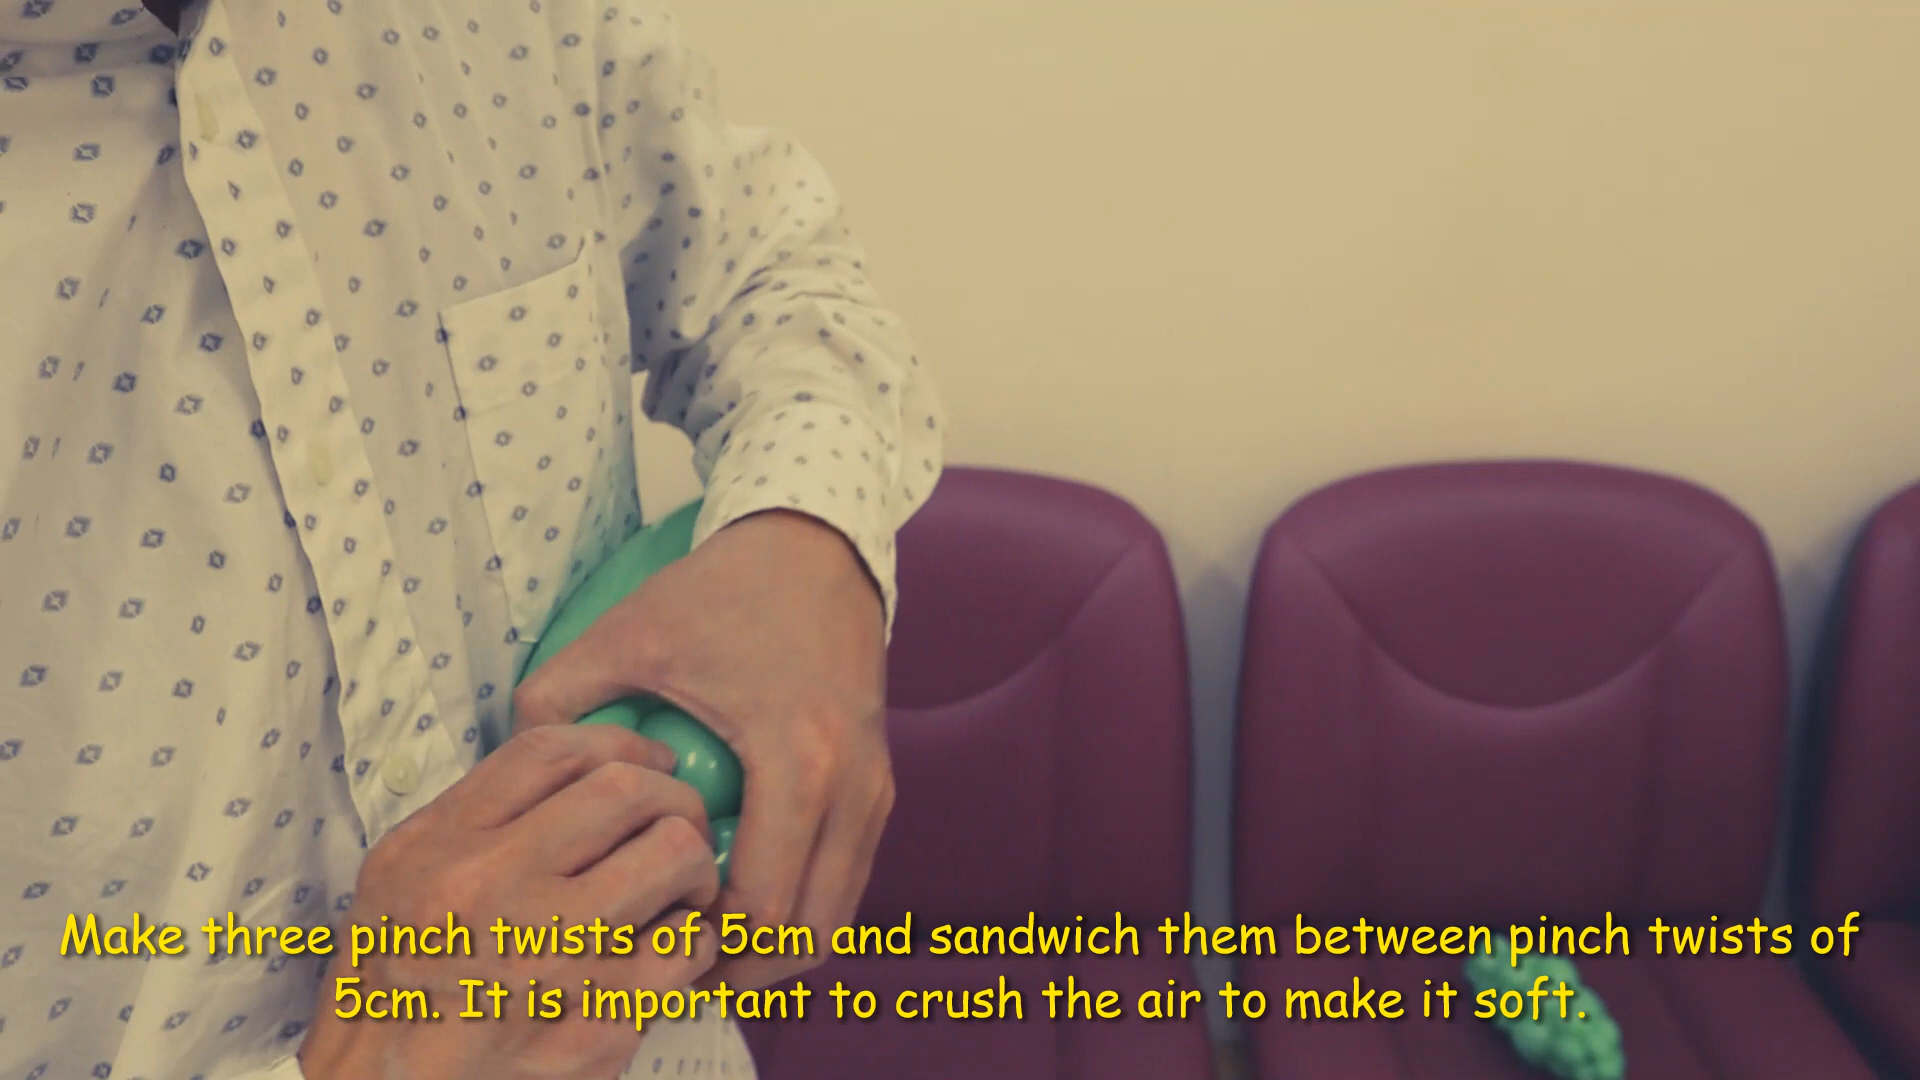 Make three pinch twists of 5cm and sandwich them between pinch twists of
5cm. It is important to crush the air to make it soft.